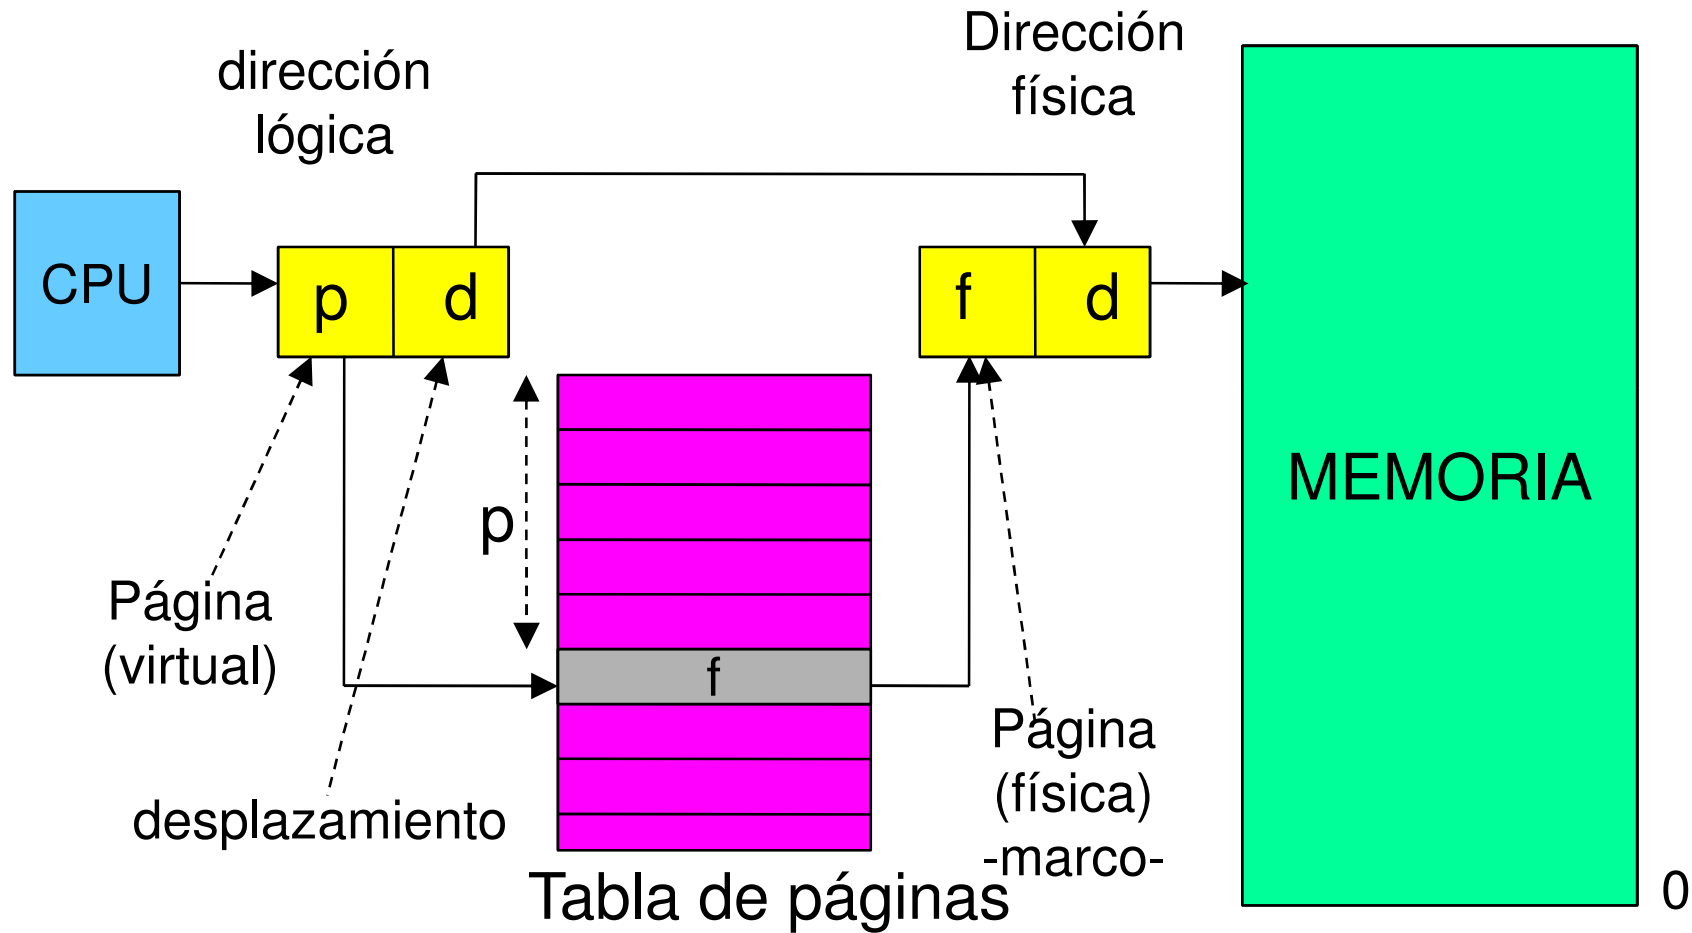 dirección
lógica
Dirección
física
CPU
p
d
f
d
p
MEMORIA
Página
(virtual)
f
Página
(física)
-marco-
desplazamiento
Tabla de páginas
0